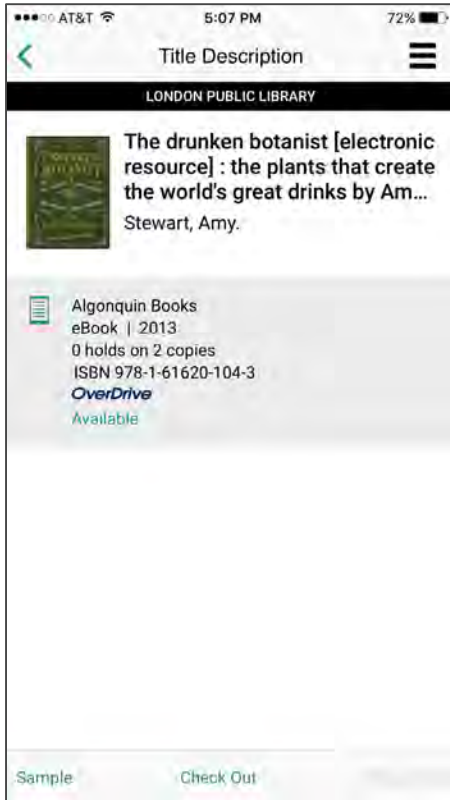 AT&T 5:07 PM 72%
Title Description
LONDON PUBLIC LIBRARY
The drunken botanist [electronic
resource] : the plants that create
the world's great drinks by Am...
Stewart, Amy.
Algonquin Books
eBook | 2013
0 holds on 2 copies
ISBN 978-1-61620-104-3
OverDrive
Available
Sample Check Out